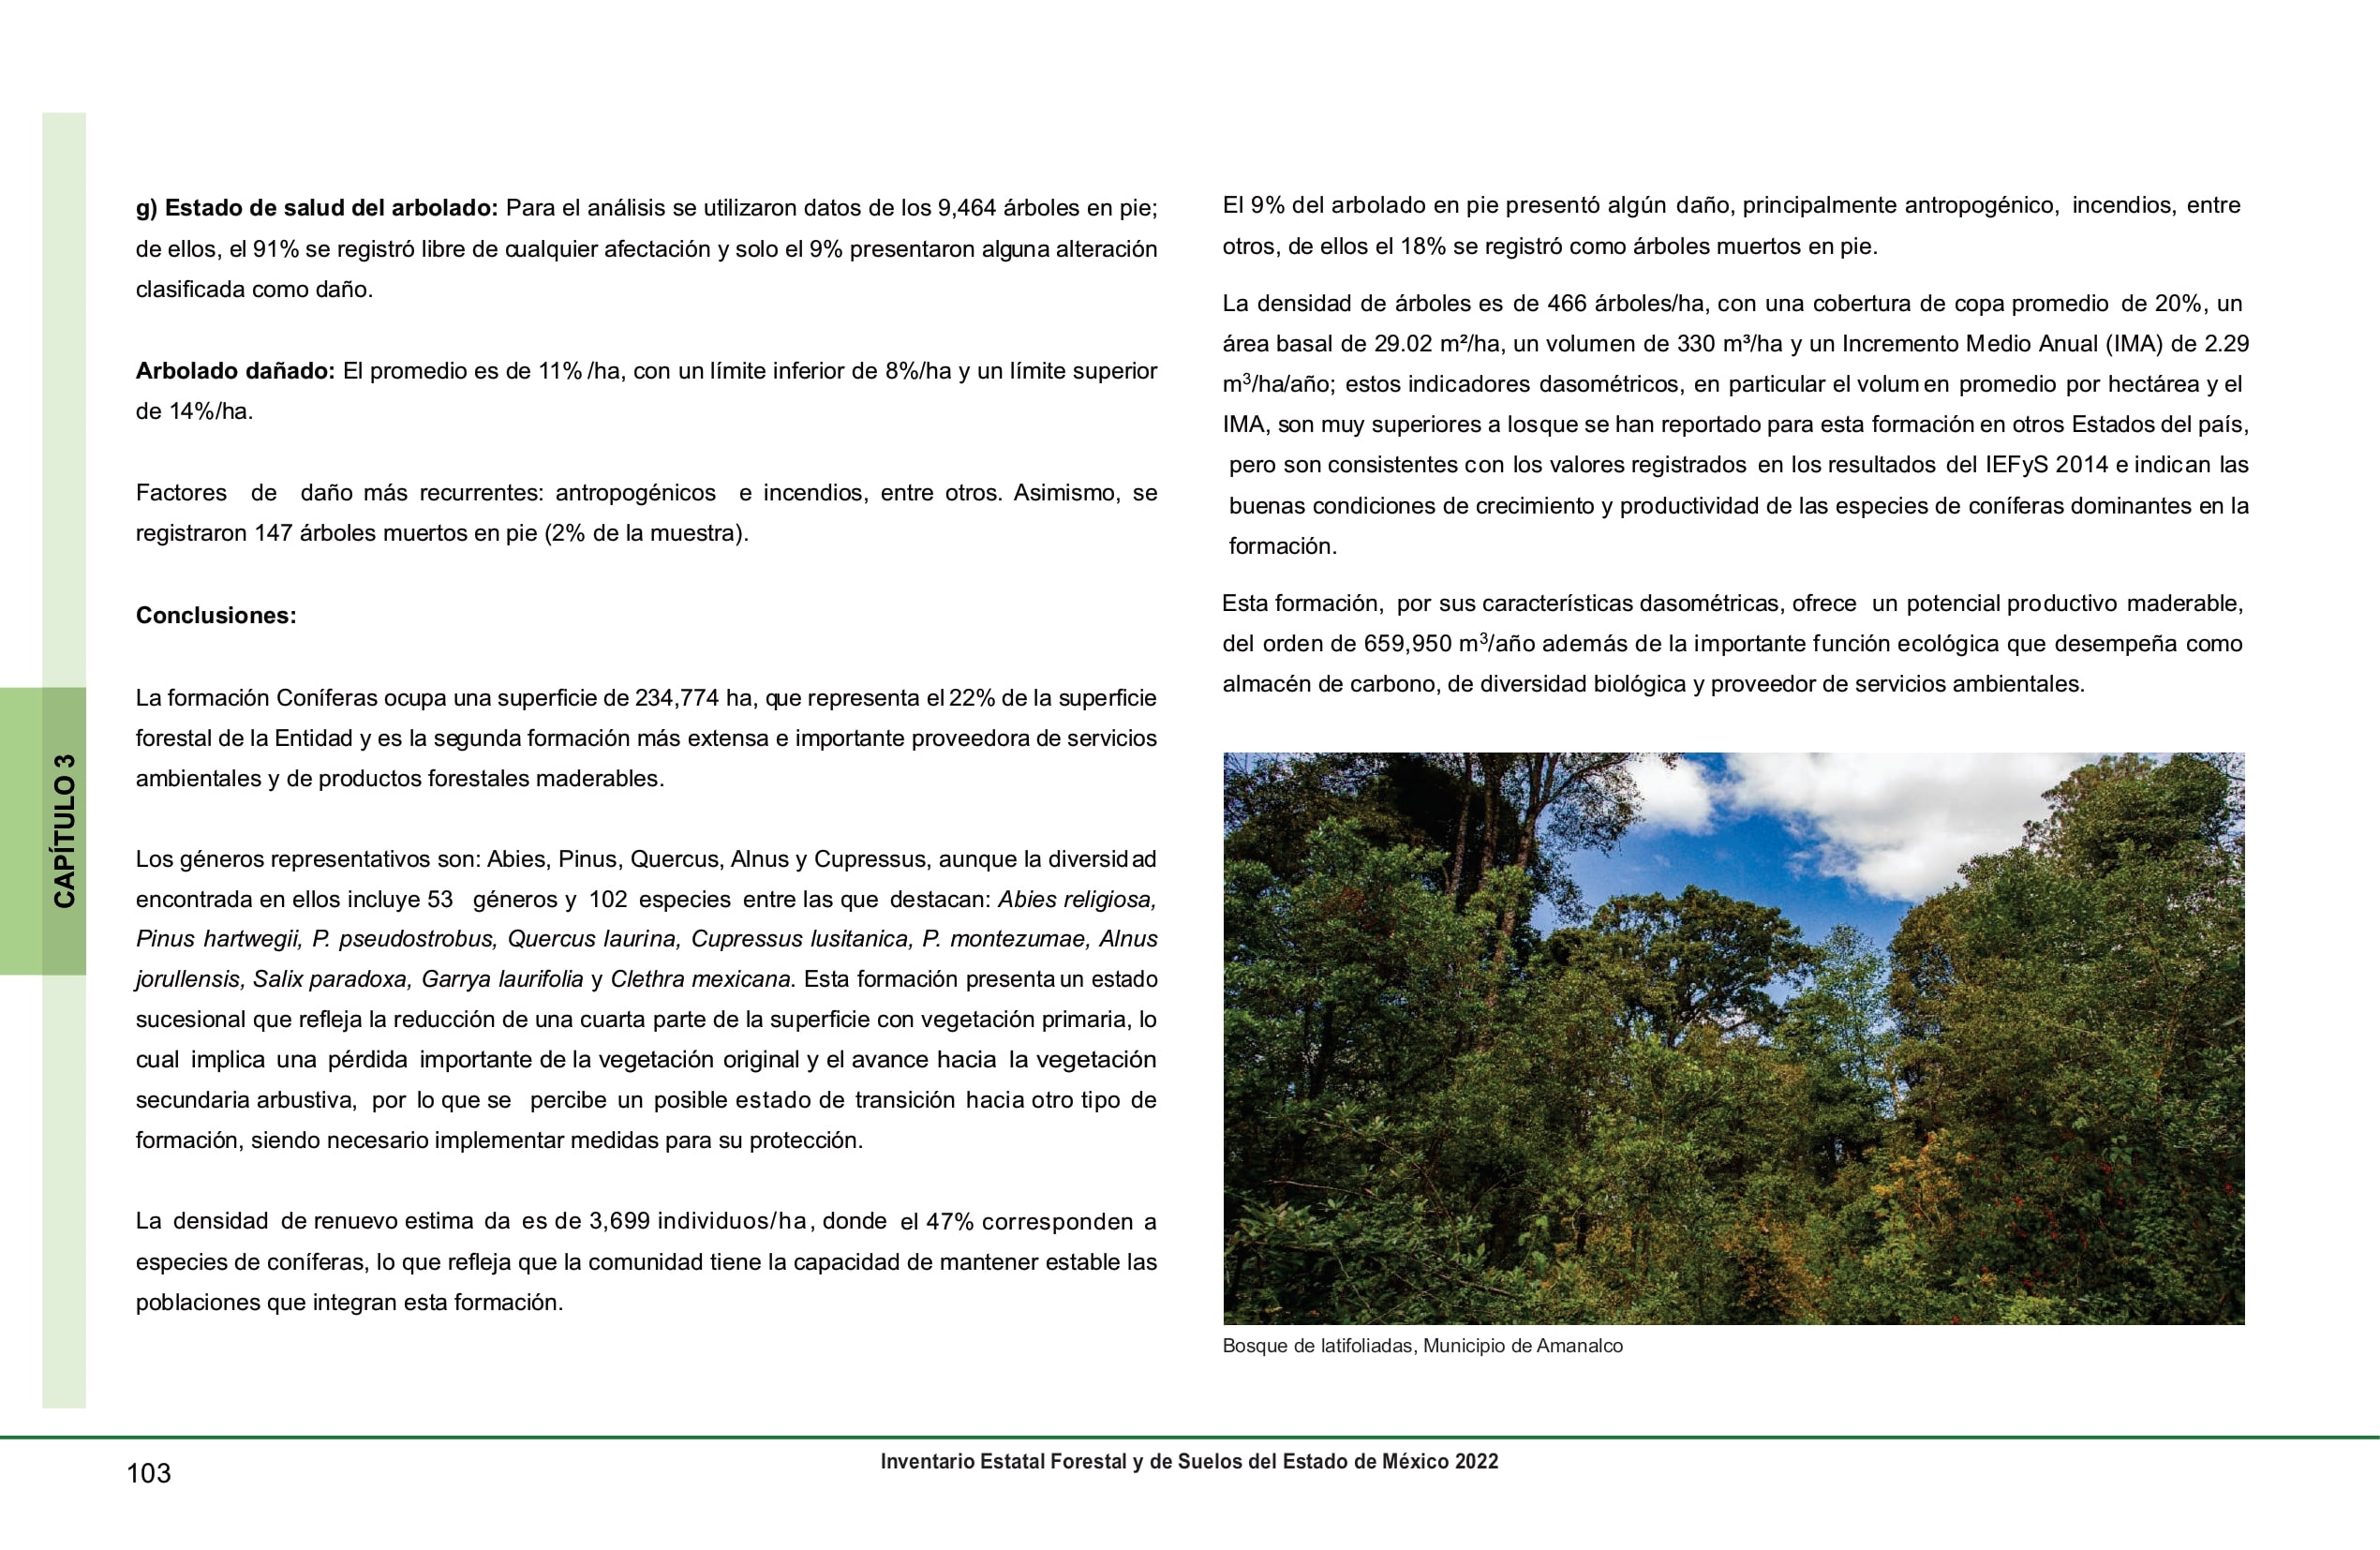 g) Estado de salud del arbolado: Para el análisis se utilizaron datos de los 9,464 árboles en pie;
de ellos, el 91% se registró libre de cualquier afectación y solo el 9% presentaron alguna alteración
clasificada como daño.
Arbolado dañado: El promedio es de 11% /ha, con un límite inferior de 8%/ha y un límite superior
de 14%/ha.
Factores de daño más recurrentes: antropogénicos e incendios, entre otros. Asimismo, se
registraron 147 árboles muertos en pie (2% de la muestra).
Conclusiones:
La formación Coníferas ocupa una superficie de 234,774 ha, que representa el 22% de la superficie
forestal de la Entidad y es la segunda formación más extensa e importante proveedora de servicios
ambientales y de productos forestales maderables.
Los géneros representativos son: Abies, Pinus, Quercus, Alnus y Cupressus, aunque la diversidad
encontrada en ellos incluye 53 géneros y 102 especies entre las que destacan: Abies religiosa,
Pinus hartwegii, P. pseudostrobus, Quercus laurina, Cupressus lusitanica, P. montezumae, Alnus
jorullensis, Salix paradoxa, Garrya laurifolia y Clethra mexicana. Esta formación presenta un estado
sucesional que refleja la reducción de una cuarta parte de la superficie con vegetación primaria, lo
cual implica una pérdida importante de la vegetación original y el avance hacia la vegetación
secundaria arbustiva, por lo que se percibe un posible estado de transición hacia otro tipo de
formación, siendo necesario implementar medidas para su protección.
La densidad de renuevo estima da es de 3,699 individuos/ha, donde el 47% corresponden a
especies de coníferas, lo que refleja que la comunidad tiene la capacidad de mantener estable las
poblaciones que integran esta formación.
El 9% del arbolado en pie presentó algún daño, principalmente antropogénico, incendios, entre
otros, de ellos el 18% se registró como árboles muertos en pie.
La densidad de árboles es de 466 árboles/ha, con una cobertura de copa promedio de 20%, un
área basal de 29.02 m²/ha, un volumen de 330 m³/ha y un Incremento Medio Anual (IMA) de 2.29
m³/ha/año; estos indicadores dasométricos, en particular el volumen promedio por hectárea y el
IMA, son muy superiores a los que se han reportado para esta formación en otros Estados del país,
pero son consistentes con los valores registrados en los resultados del IEFyS 2014 e indican las
buenas condiciones de crecimiento y productividad de las especies de coníferas dominantes en la
formación.
Esta formación, por sus características dasométricas, ofrece un potencial productivo maderable,
del orden de 659,950 m³/año además de la importante función ecológica que desempeña como
almacén de carbono, de diversidad biológica y proveedor de servicios ambientales.
Bosque de latifoliadas, Municipio de Amanalco
CAPÍTULO 3
103
Inventario Estatal Forestal y de Suelos del Estado de México 2022